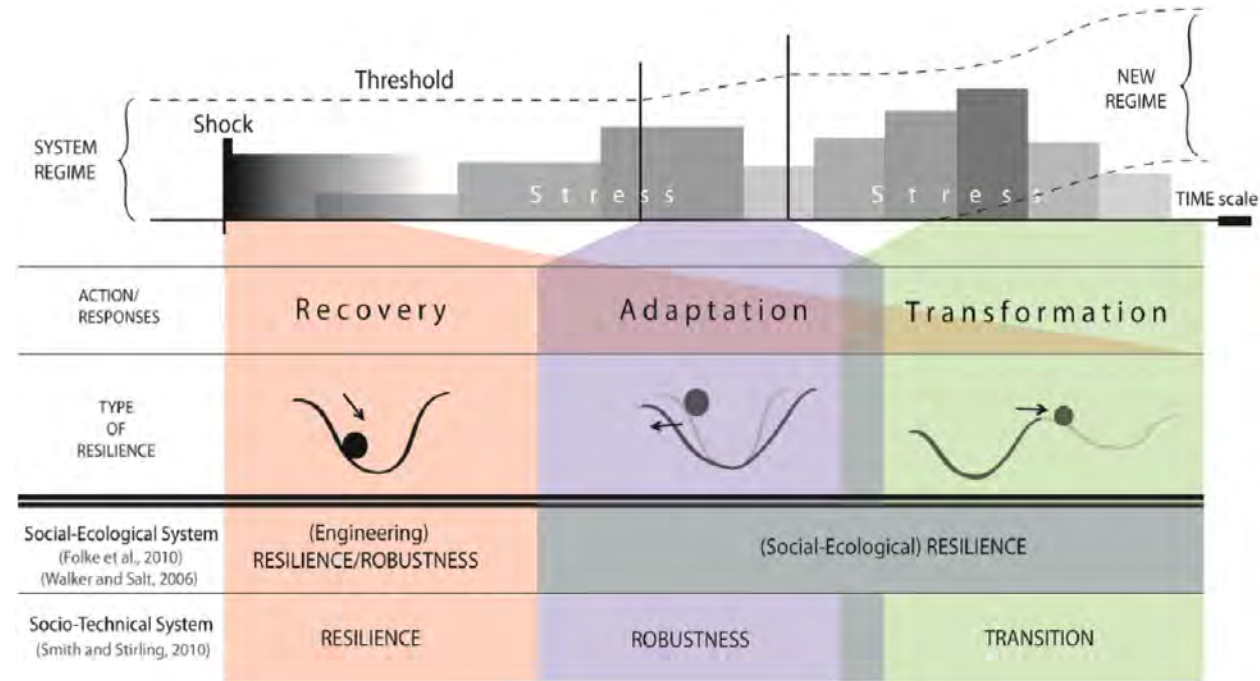 Threshold
Shock
SYSTEM
REGIME
NEW
REGIME
Stress
Stress
TIME scale
ACTION/
RESPONSES
Recovery
Adaptation
Transformation
TYPE
OF
RESILIENCE
Social-Ecological System
(Folke et al., 2010)
(Walker and Salt, 2006)
(Engineering)
RESILIENCE/ROBUSTNESS
(Social-Ecological) RESILIENCE
Socio-Technical System
(Smith and Stirling, 2010)
RESILIENCE
ROBUSTNESS
TRANSITION